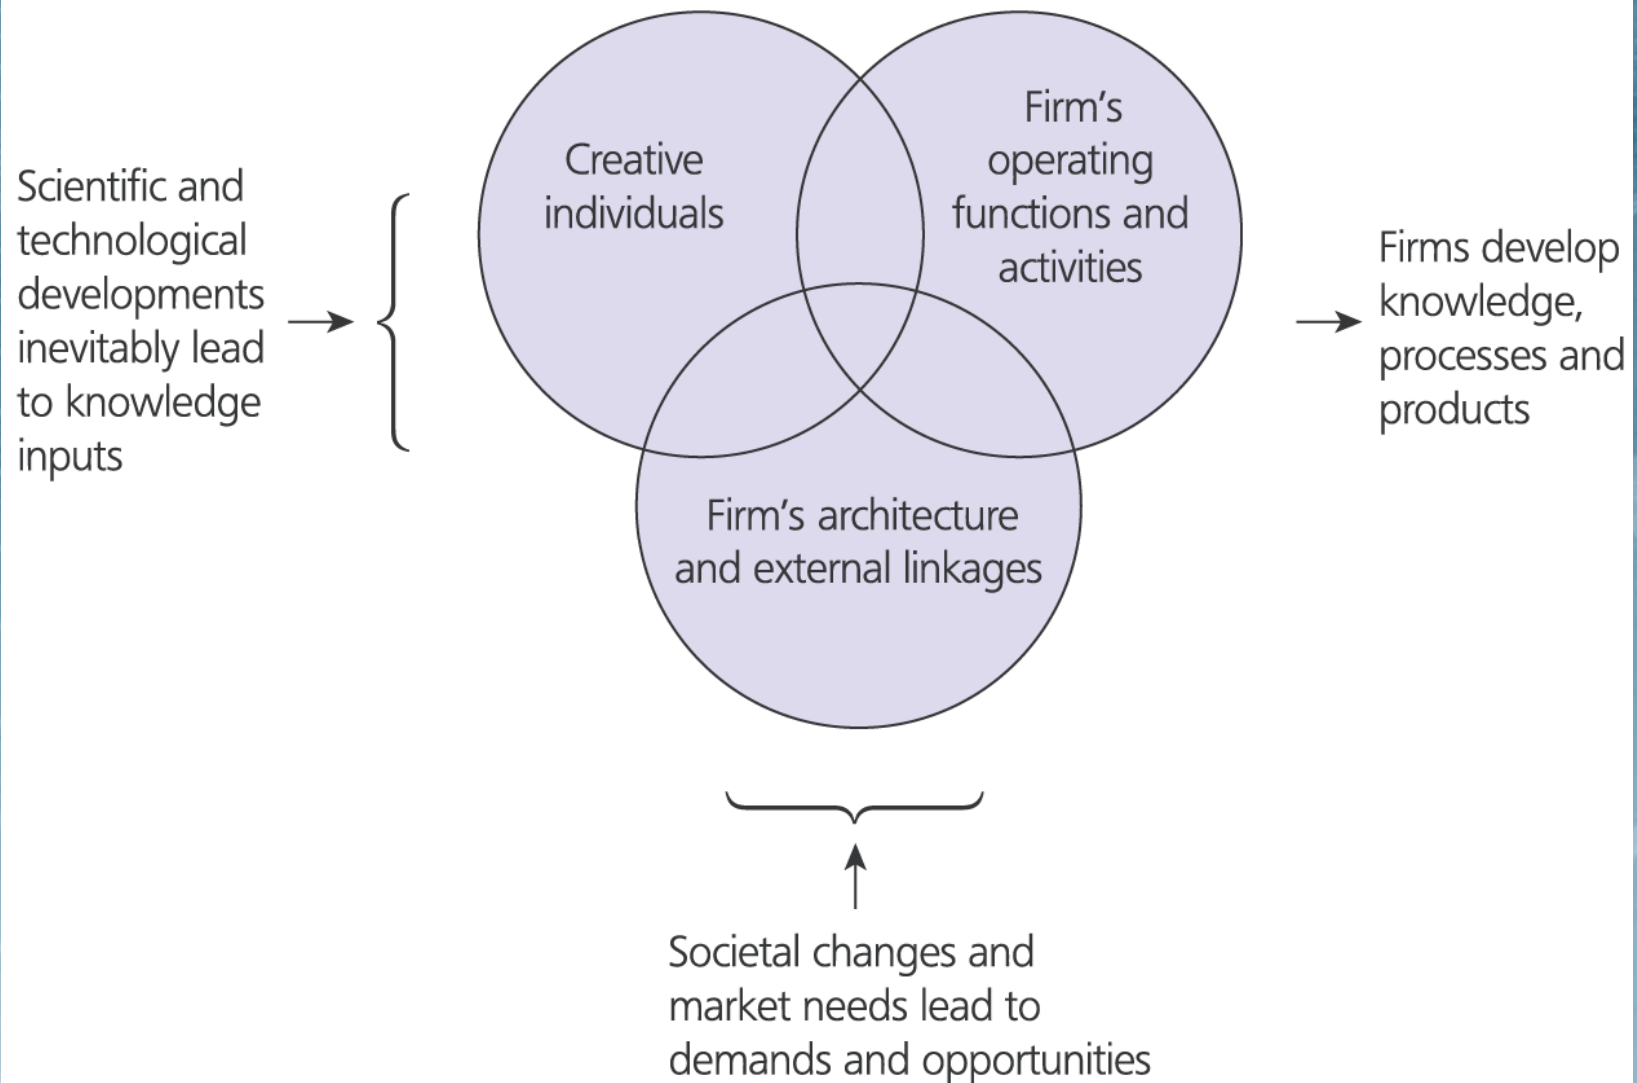 Scientific and
technological
developments
inevitably lead
to knowledge
inputs
Creative
individuals
Firm's
operating
functions and
activities
Firm's architecture
and external linkages
Firms develop
knowledge,
processes and
products
Societal changes and
market needs lead to
demands and opportunities